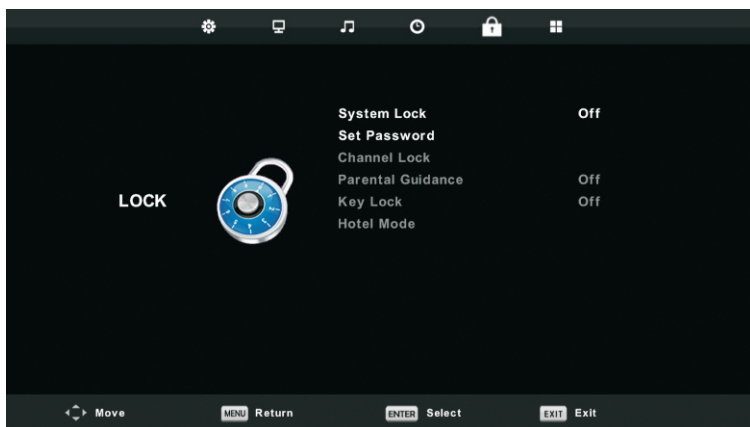 System Lock Off
Set Password
Channel Lock
Parental Guidance Off
Key Lock Off
Hotel Mode
LOCK
Move MENU Return ENTER Select EXIT Exit